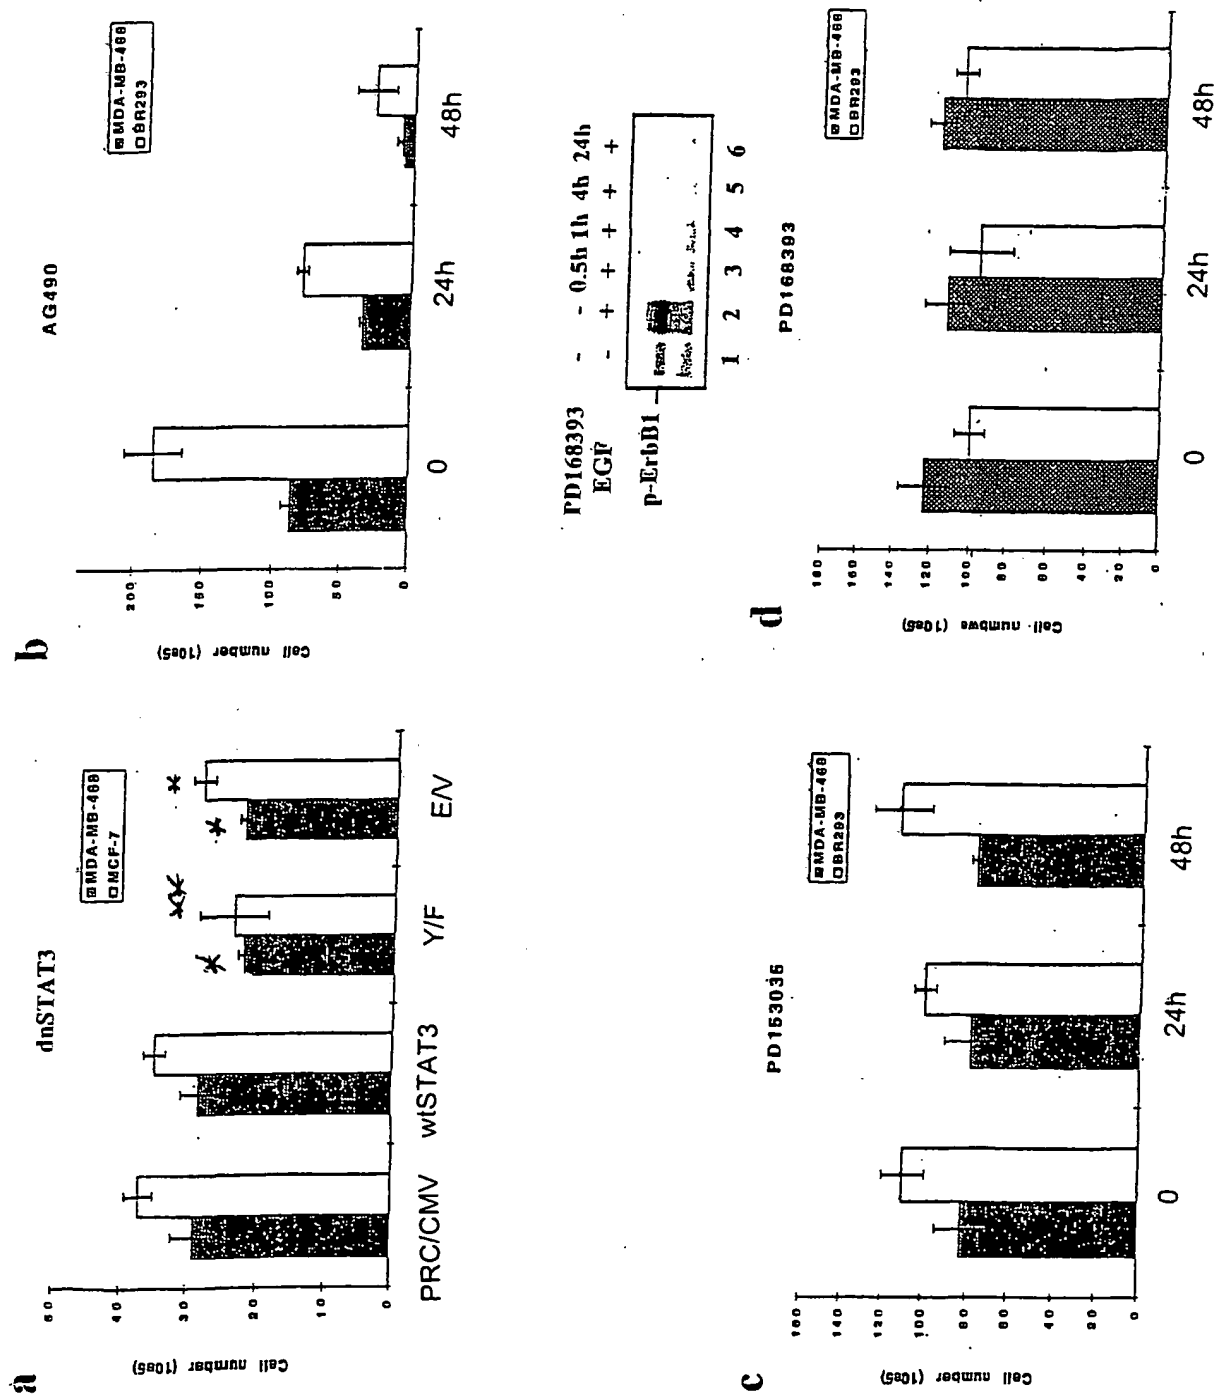 a
dnSTAT3
MDA-MB-468
MCF-7
Cell number (10e5)
50
40
30
20
10
0
PRC/CMV
wtSTAT3
Y/F
E/V
*
**
*
*
b
AG490
MDA-MB-468
BR293
Cell number (10e5)
200
150
100
50
0
0
24h
48h
c
PD153035
MDA-MB-468
BR293
Cell number (10e5)
160
140
120
100
80
60
40
20
0
0
24h
48h
PD168393 - - 0.5h 1h 4h 24h
EGF - + + + + +
p-ErbB1
1 2 3 4 5 6
d
PD168393
MDA-MB-468
BR293
Cell numbwe (10e5)
180
160
140
120
100
80
60
40
20
0
0
24h
48h